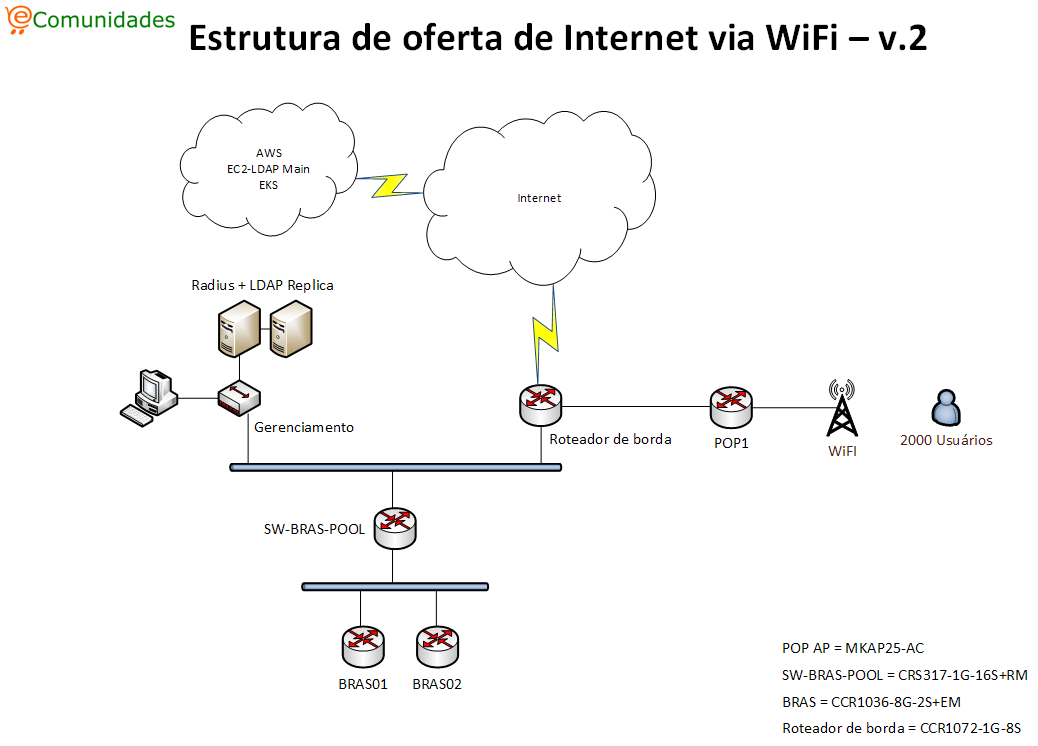 eComunidades
Estrutura de oferta de Internet via WiFi – v.2
AWS
EC2-LDAP Main
EKS
Internet
Radius + LDAP Replica
Gerenciamento
Roteador de borda
POP1
WiFI
2000 Usuários
SW-BRAS-POOL
BRAS01
BRAS02
POP AP = MKAP25-AC
SW-BRAS-POOL = CRS317-1G-16S+RM
BRAS = CCR1036-8G-2S+EM
Roteador de borda = CCR1072-1G-8S